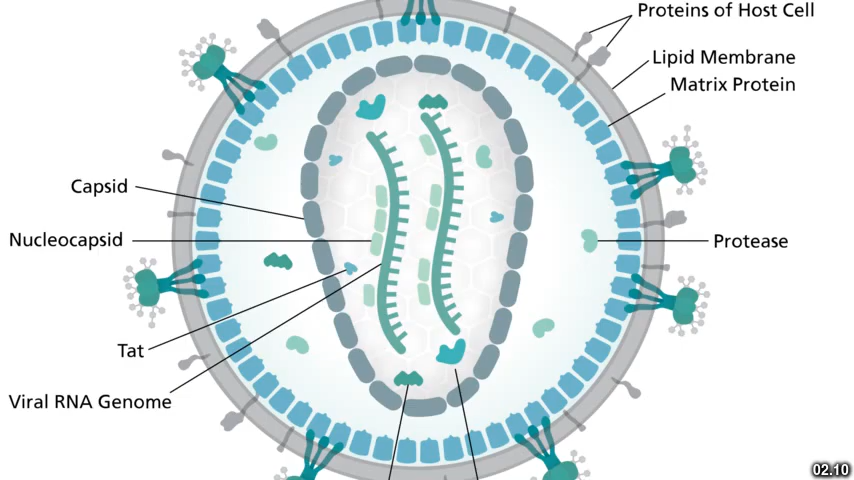 Proteins of Host Cell
Lipid Membrane
Matrix Protein
Capsid
Nucleocapsid
Protease
Tat
Viral RNA Genome
02.10